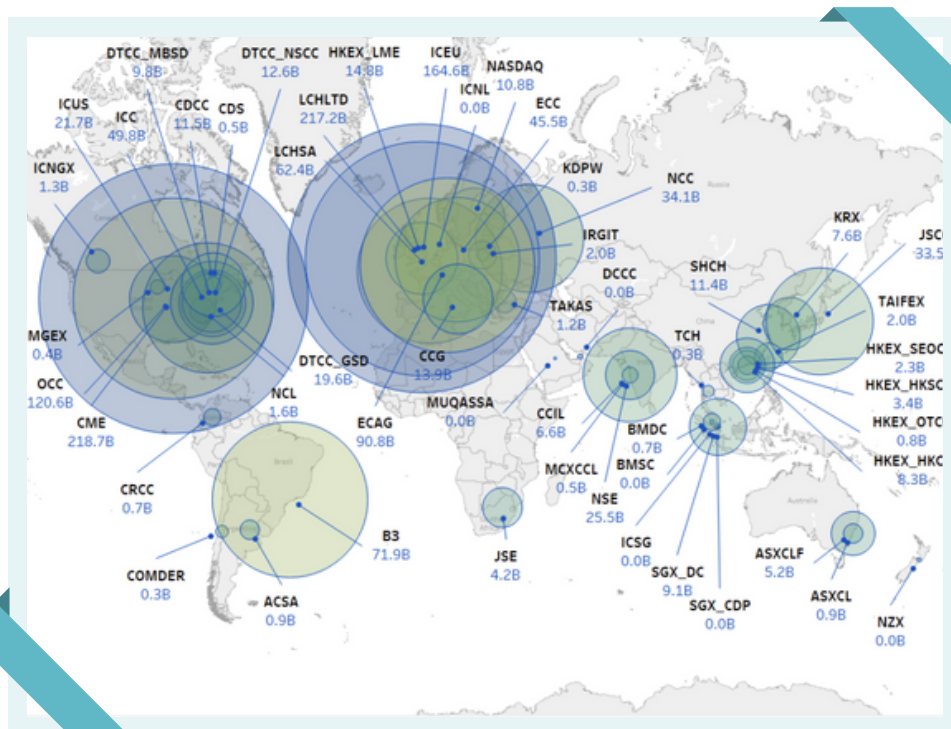 DTCC_MBSD
9.8B
DTCC_NSCC
12.6B
HKEX_LME
14.8B
ICEU
164.6B
NASDAQ
10.8B
ICUS
21.7B
ICC
49.8B
CDCC
11.5B
CDS
0.5B
LCHLTD
217.2B
ICNL
0.0B
ECC
45.5B
ICNGX
1.3B
LCHSA
62.4B
KDPW
0.3B
NCC
34.1B
IRGIT
2.0B
KRX
7.6B
JSC
33.5
SHCH
11.4B
DCCC
0.0B
TAKAS
1.2B
TAIFEX
2.0B
MGEX
0.4B
TCH
0.3B
HKEX_SEOC
2.3B
DTCC_GSD
19.6B
CCG
13.9B
OCC
120.6B
NCL
1.6B
MUQASSA
0.0B
HKEX_HKSC
3.4B
CME
218.7B
ECAG
90.8B
CCIL
6.6B
BMDC
0.7B
HKEX_OTC
0.8B
MCXCCL
0.5B
BMSC
0.0B
HKEX_HKC
8.3B
CRCC
0.7B
NSE
25.5B
B3
71.9B
JSE
4.2B
ICSG
0.0B
ASXCLF
5.2B
COMDER
0.3B
SGX_DC
9.1B
ACSA
0.9B
SGX_CDP
0.0B
ASXCL
0.9B
NZX
0.0B
Russia
China
Brazil
Australia